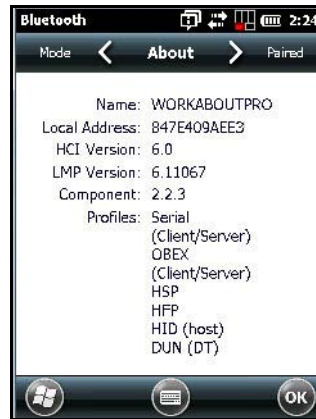 Bluetooth 2:24
Mode About Paired
Name: WORKABOUTPRO
Local Address: 847E409AEE3
HCI Version: 6.0
LMP Version: 6.11067
Component: 2.2.3
Profiles: Serial
(Client/Server)
OBEX
(Client/Server)
HSP
HFP
HID (host)
DUN (DT)
OK